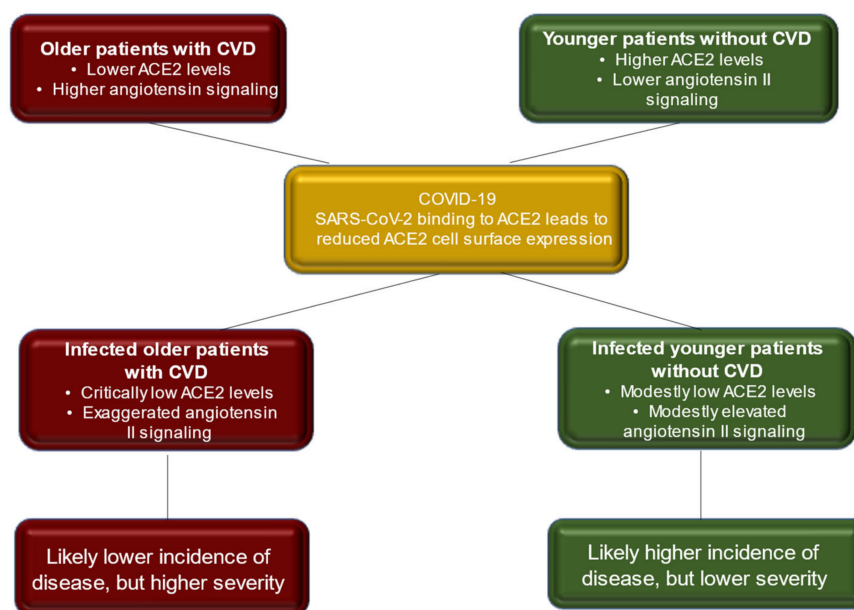 Older patients with CVD
• Lower ACE2 levels
• Higher angiotensin signaling
Younger patients without CVD
• Higher ACE2 levels
• Lower angiotensin II
signaling
COVID-19
SARS-CoV-2 binding to ACE2 leads to
reduced ACE2 cell surface expression
Infected older patients
with CVD
• Critically low ACE2 levels
• Exaggerated angiotensin
II signaling
Infected younger patients
without CVD
• Modestly low ACE2 levels
• Modestly elevated
angiotensin II signaling
Likely lower incidence of
disease, but higher severity
Likely higher incidence of
disease, but lower severity